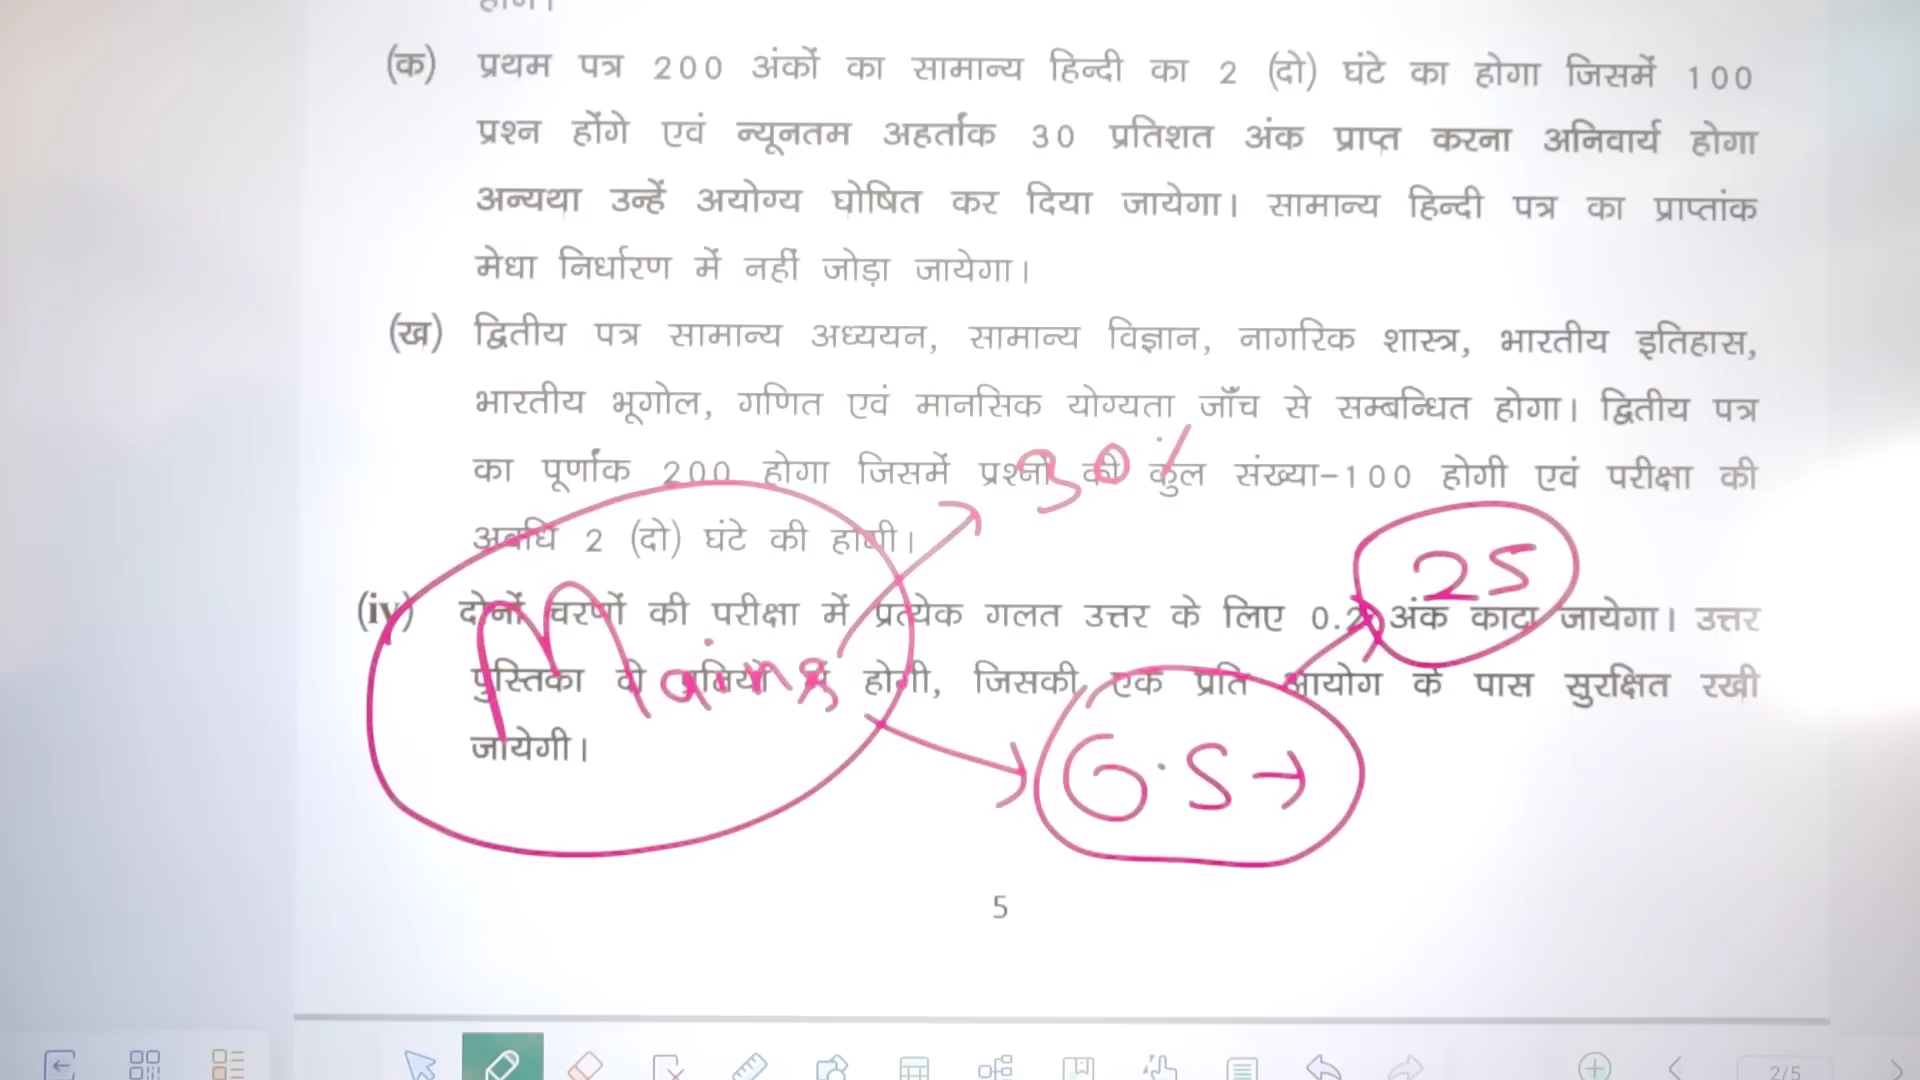 (क) प्रथम पत्र 200 अंकों का सामान्य हिन्दी का 2 (दो) घंटे का होगा जिसमें 100
प्रश्न होंगे एवं न्यूनतम अहर्तांक 30 प्रतिशत अंक प्राप्त करना अनिवार्य होगा
अन्यथा उन्हें अयोग्य घोषित कर दिया जायेगा। सामान्य हिन्दी पत्र का प्राप्तांक
मेधा निर्धारण में नहीं जोड़ा जायेगा।
(ख) द्वितीय पत्र सामान्य अध्ययन, सामान्य विज्ञान, नागरिक शास्त्र, भारतीय इतिहास,
भारतीय भूगोल, गणित एवं मानसिक योग्यता जाँच से सम्बन्धित होगा। द्वितीय पत्र
का पूर्णांक 200 होगा जिसमें प्रश्नों की कुल संख्या-100 होगी एवं परीक्षा की
30%
अवधि 2 (दो) घंटे की होगी।
25
(iv) दोनों चरणों की परीक्षा में प्रत्येक गलत उत्तर के लिए 0.2 अंक काटा जायेगा। उत्तर
Mains
पुस्तिका दो प्रतियों में होगी, जिसकी एक प्रति आयोग के पास सुरक्षित रखी
जायेगी।
G.S →
5
2/5